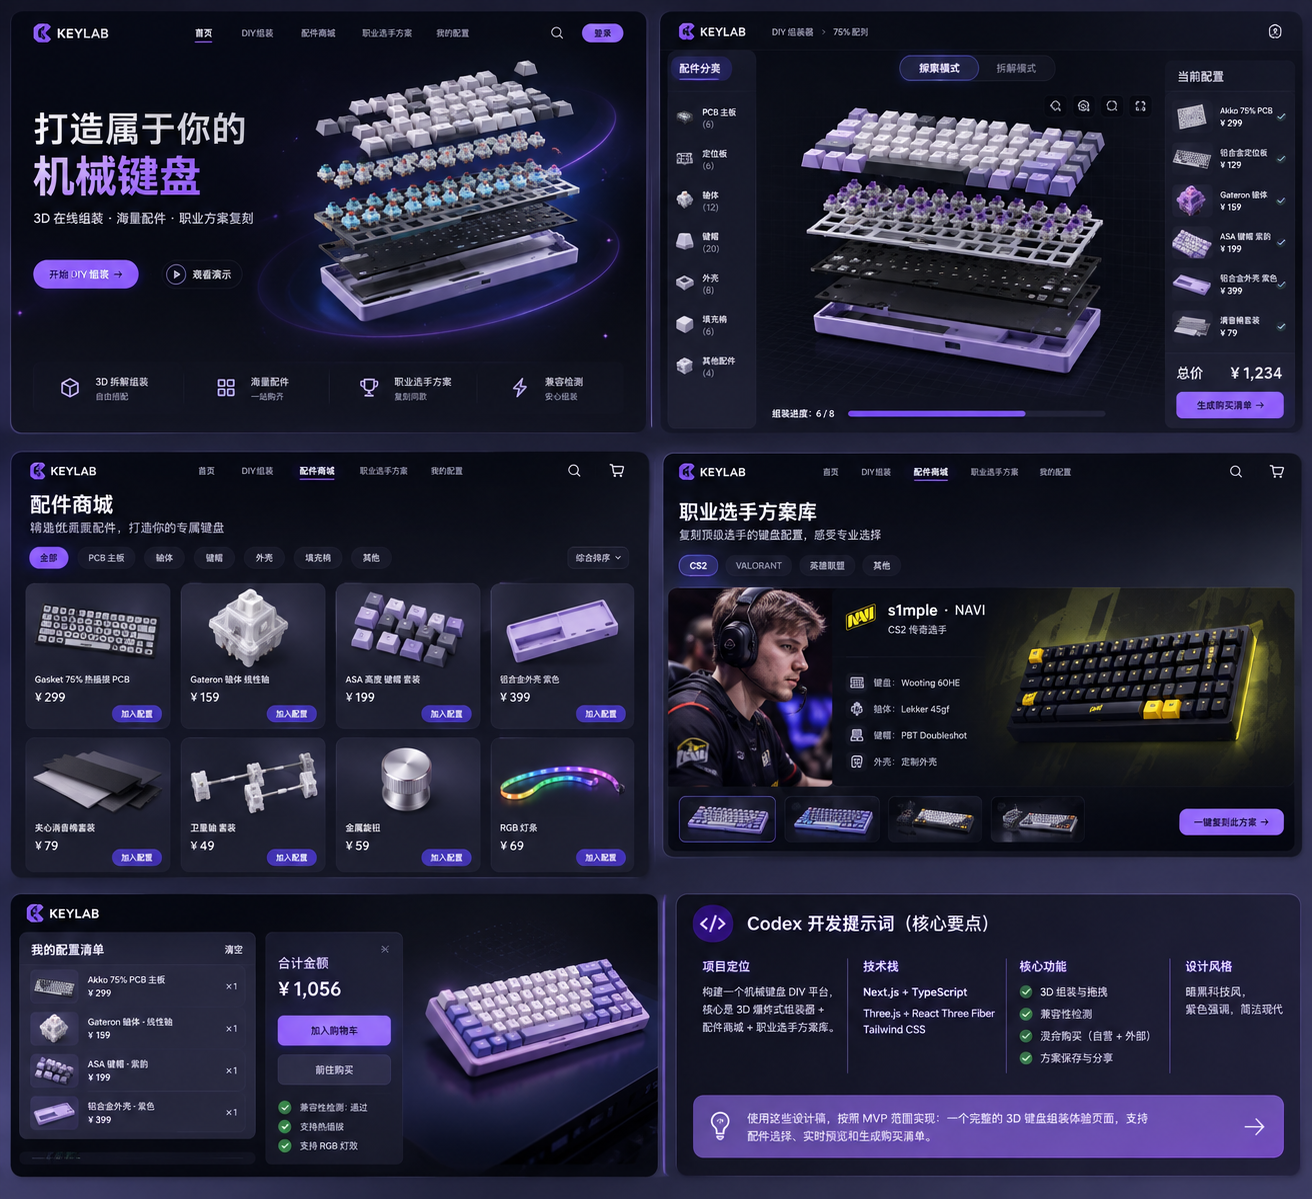 KEYLAB
首页
DIY组装
配件商城
职业选手方案
我的配置
登录
打造属于你的
机械键盘
3D 在线组装 · 海量配件 · 职业方案复刻
开始 DIY 组装 →
观看演示
3D 拆解组装
自由搭配
海量配件
一站购齐
职业选手方案
复刻同款
兼容检测
安心组装
KEYLAB
DIY 组装器 › 75% 配列
配件分类
模式
拆解模式
当前配置
PCB 主板
(6)
定位板
(6)
轴体
(12)
键帽
(20)
外壳
(8)
填充棉
(6)
其他配件
(4)
Akko 75% PCB
¥ 299
铝合金定位板
¥ 129
Gateron 轴体
¥ 159
ASA 键帽 紫韵
¥ 199
铝合金外壳 紫色
¥ 399
消音棉套装
¥ 79
总价
¥ 1,234
生成购买清单 →
组装进度: 6 / 8
KEYLAB
首页
DIY组装
配件商城
职业选手方案
我的配置
配件商城
配件，打造你的专属键盘
全部
PCB 主板
轴体
键帽
外壳
填充棉
其他
综合排序
Gasket 75% 热插拔 PCB
¥ 299
加入配置
Gateron 轴体 线性轴
¥ 159
加入配置
ASA 高度 键帽 套装
¥ 199
加入配置
铝合金外壳 紫色
¥ 399
加入配置
夹心消音棉套装
¥ 79
加入配置
卫星轴 套装
¥ 49
加入配置
金属旋钮
¥ 59
加入配置
RGB 灯条
¥ 69
加入配置
KEYLAB
首页
DIY组装
配件商城
职业选手方案
我的配置
职业选手方案库
复刻顶级选手的键盘配置，感受专业选择
CS2
VALORANT
英雄联盟
其他
NAVI
s1mple · NAVI
CS2 传奇选手
键盘: Wooting 60HE
轴体: Lekker 45gf
键帽: PBT Doubleshot
外壳: 定制外壳
一键复刻此方案 →
KEYLAB
我的配置清单
清空
Akko 75% PCB 主板
¥ 299
×1
Gateron 轴体 - 线性轴
¥ 159
×1
ASA 键帽 - 紫韵
¥ 199
×1
铝合金外壳 - 紫色
¥ 399
×1
合计金额
¥ 1,056
加入购物车
前往购买
兼容性检测: 通过
支持热插拔
支持 RGB 灯效
Codex 开发提示词（核心要点）
项目定位
构建一个机械键盘 DIY 平台，
核心是 3D 爆炸式组装器 +
配件商城 + 职业选手方案库。
技术栈
Next.js + TypeScript
Three.js + React Three Fiber
Tailwind CSS
核心功能
3D 组装与拖拽
兼容性检测
混合购买（自营 + 外部）
方案保存与分享
设计风格
暗黑科技风，
紫色强调，简洁现代
使用这些设计稿，按照 MVP 范围实现：一个完整的 3D 键盘组装体验页面，支持
配件选择、实时预览和生成购买清单。